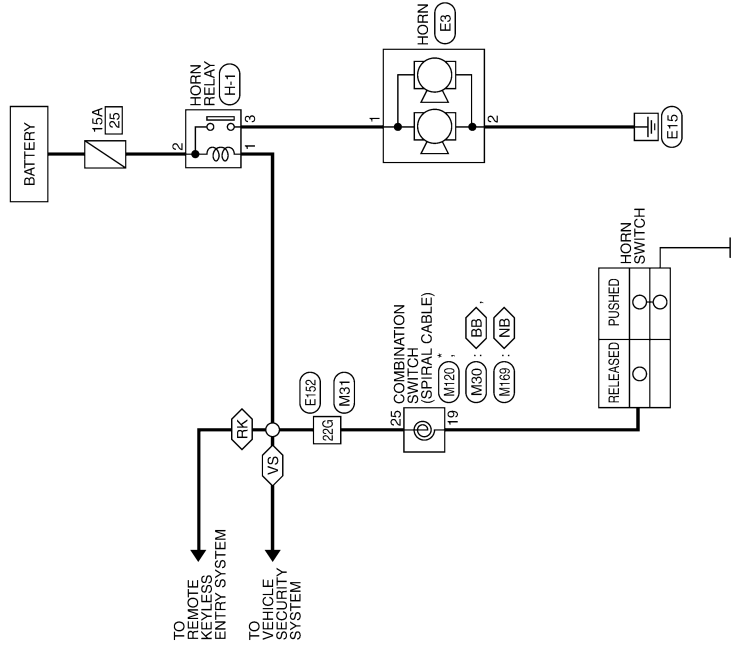 BATTERY
15A
25
HORN
RELAY
H-1
2
1
3
HORN
E3
1
2
E15
RK
VS
TO
REMOTE
KEYLESS
ENTRY SYSTEM
TO
VEHICLE
SECURITY
SYSTEM
E152
M31
22G
25
19
COMBINATION
SWITCH
(SPIRAL CABLE)
M120 * ,
M30 : BB ,
M169 : NB
HORN
SWITCH
RELEASED PUSHED